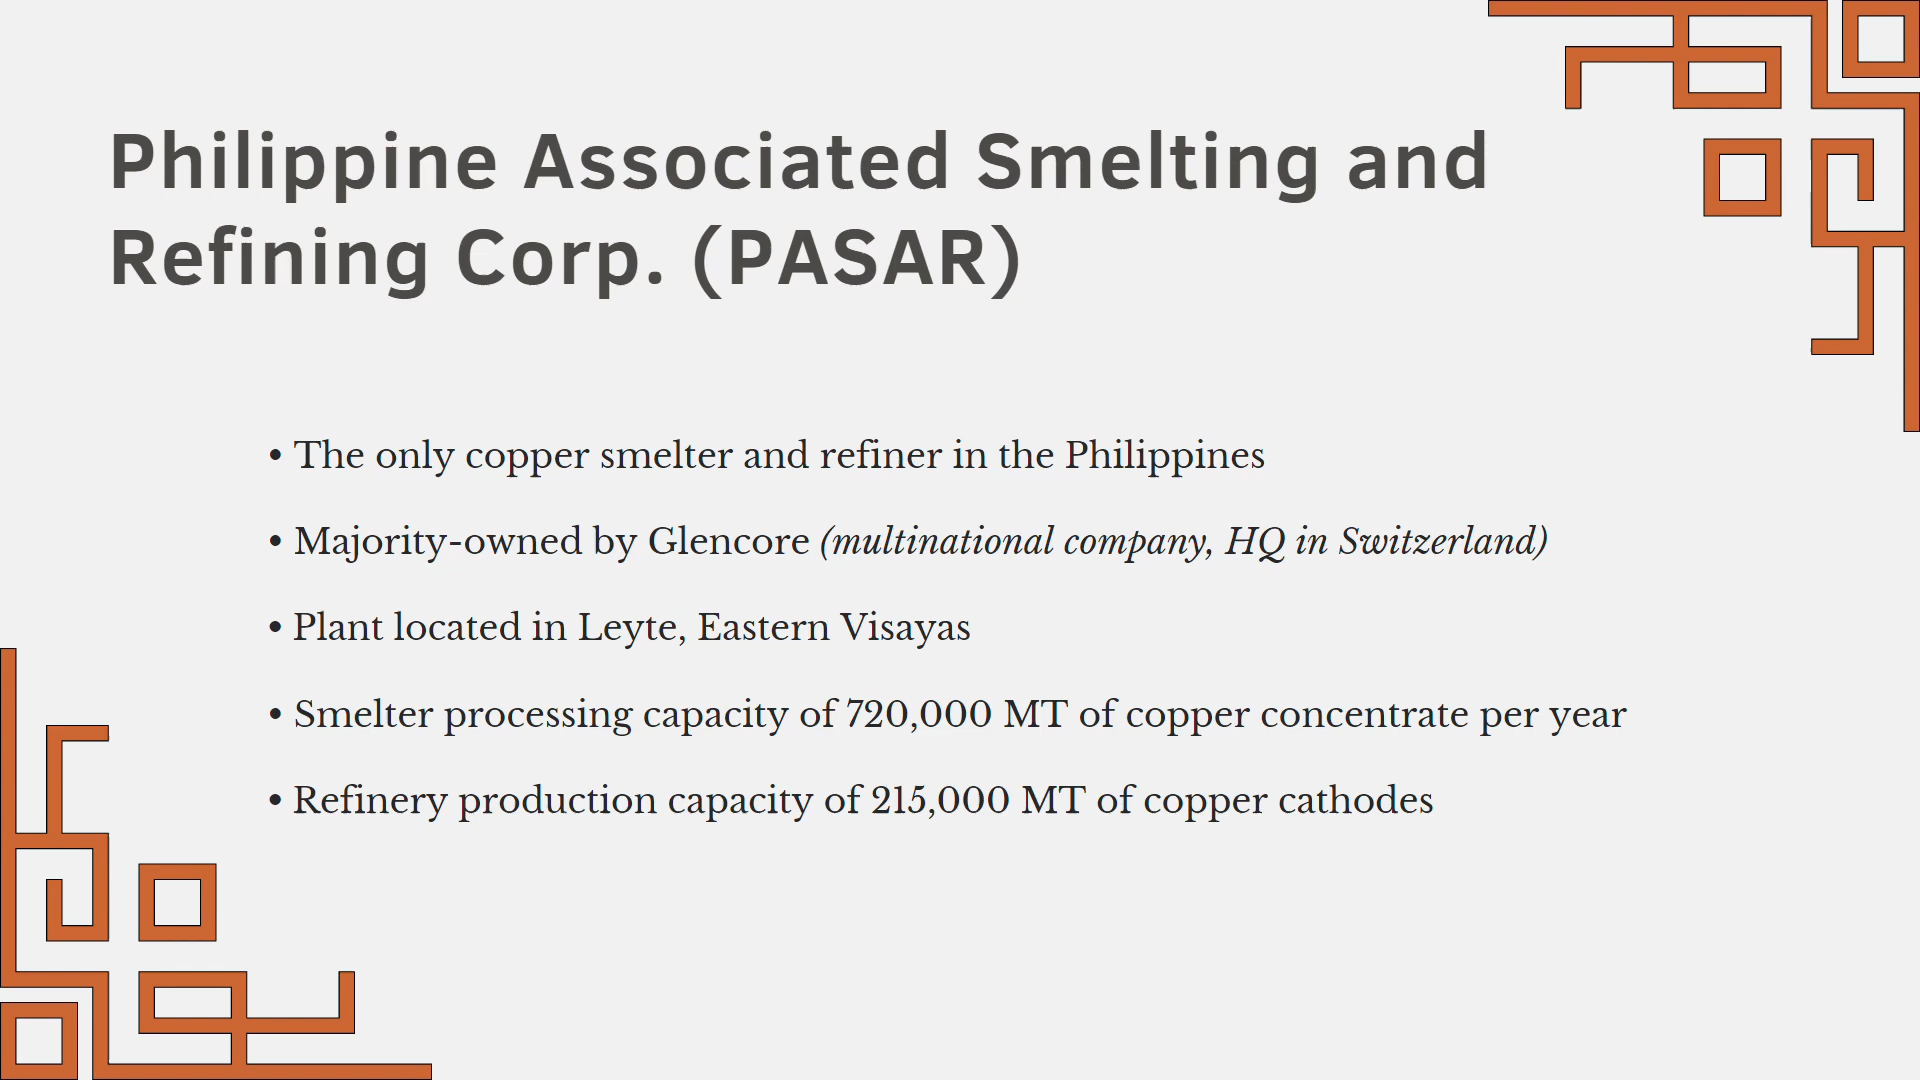 Philippine Associated Smelting and
Refining Corp. (PASAR)
• The only copper smelter and refiner in the Philippines
• Majority-owned by Glencore (multinational company, HQ in Switzerland)
• Plant located in Leyte, Eastern Visayas
• Smelter processing capacity of 720,000 MT of copper concentrate per year
• Refinery production capacity of 215,000 MT of copper cathodes